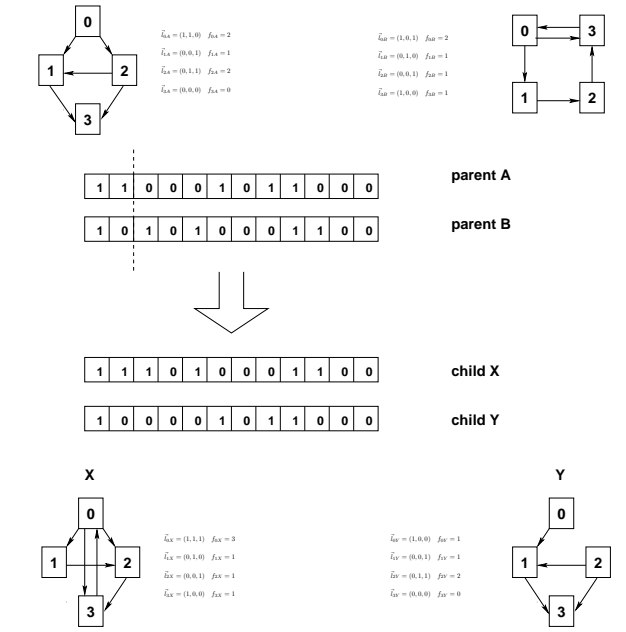 0
1 2
3
l⃗₀A = (1, 1, 0) f₀A = 2
l⃗₁A = (0, 0, 1) f₁A = 1
l⃗₂A = (0, 1, 1) f₂A = 2
l⃗₃A = (0, 0, 0) f₃A = 0
l⃗₀B = (1, 0, 1) f₀B = 2
l⃗₁B = (0, 1, 0) f₁B = 1
l⃗₂B = (0, 0, 1) f₂B = 1
l⃗₃B = (1, 0, 0) f₃B = 1
0 3
1 2
1 1 0 0 0 1 0 1 1 0 0 0 parent A
1 0 1 0 1 0 0 0 1 1 0 0 parent B
1 1 1 0 1 0 0 0 1 1 0 0 child X
1 0 0 0 0 1 0 1 1 0 0 0 child Y
X
0
1 2
3
l⃗₀X = (1, 1, 1) f₀X = 3
l⃗₁X = (0, 1, 0) f₁X = 1
l⃗₂X = (0, 0, 1) f₂X = 1
l⃗₃X = (1, 0, 0) f₃X = 1
l⃗₀Y = (1, 0, 0) f₀Y = 1
l⃗₁Y = (0, 0, 1) f₁Y = 1
l⃗₂Y = (0, 1, 1) f₂Y = 2
l⃗₃Y = (0, 0, 0) f₃Y = 0
Y
0
1 2
3